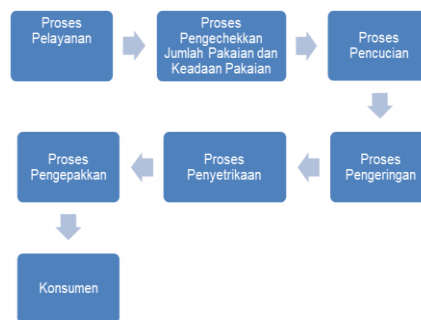 Proses
Pelayanan
Proses
Pengechekkan
Jumlah Pakaian dan
Keadaan Pakaian
Proses
Pencucian
Proses
Pengeringan
Proses
Penyetrikaan
Proses
Pengepakkan
Konsumen